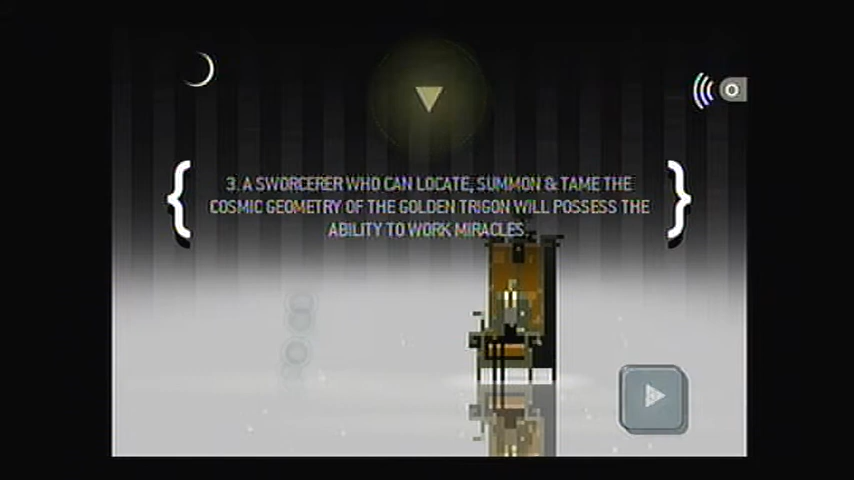 3. A SWORCERER WHO CAN LOCATE, SUMMON & TAME THE
COSMIC GEOMETRY OF THE GOLDEN TRIGON WILL POSSESS THE
ABILITY TO WORK MIRACLES.